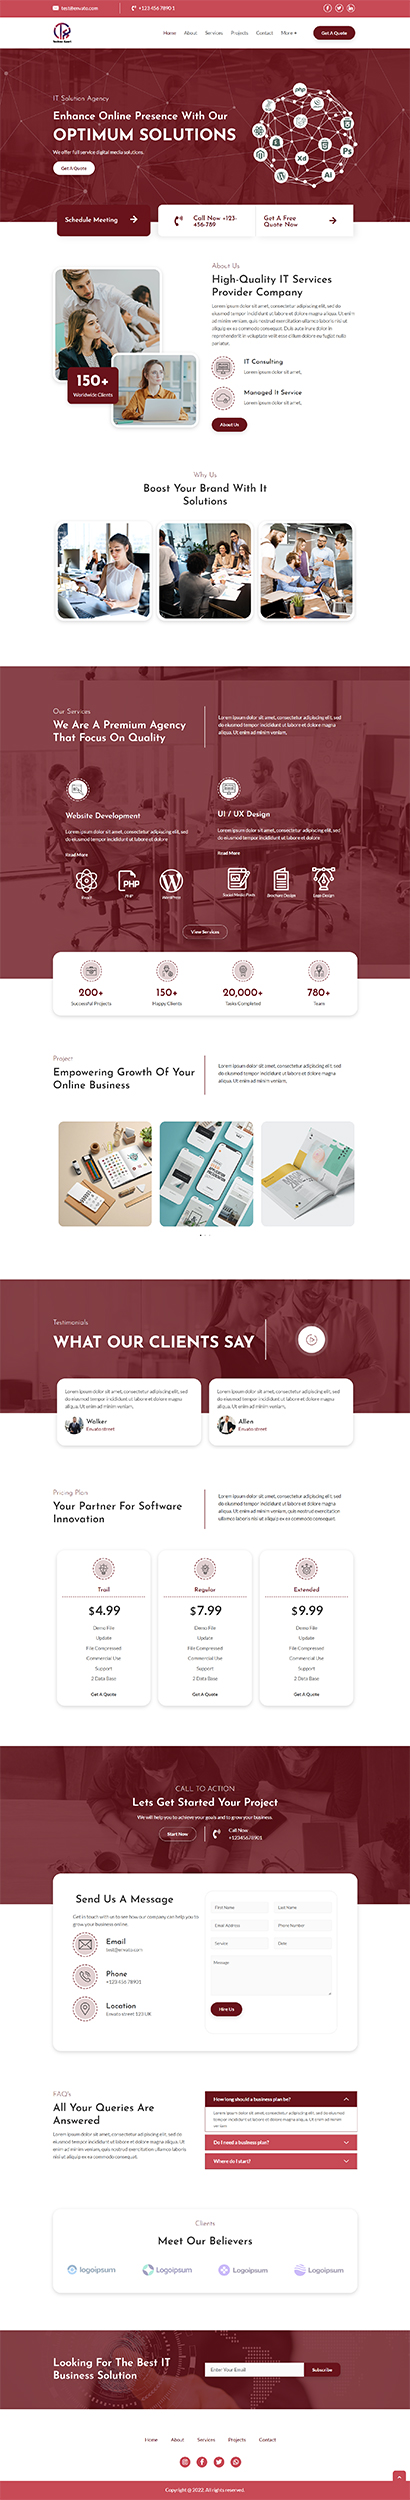 test@envato.com
+123 456 7890 1
Home About Services Projects Contact More
Get A Quote
IT Solution Agency
Enhance Online Presence With Our
OPTIMUM SOLUTIONS
We offer full service digital media solutions.
Get A Quote
php
Xd
Ps
Ai
Schedule Meeting
Call Now +123-
456-789
Get A Free
Quote Now
About Us
High-Quality IT Services
Provider Company
Lorem ipsum dolor sit amet, consectetur adipiscing elit, sed do
eiusmod tempor incididunt ut labore et dolore magna aliqua. Ut
enim ad minim veniam, quis nostrud exercitation ullamco laboris nisi
ut aliquip ex ea commodo consequat. Duis aute irure dolor in
reprehenderit in voluptate velit esse cillum dolore eu fugiat nulla
pariatur.
150+
Worldwide Clients
IT Consulting
Lorem ipsum dolor sit amet,
Managed It Service
Lorem ipsum dolor sit amet,
About Us
Why Us
Boost Your Brand With It
Solutions
Our Services
We Are A Premium Agency
That Focus On Quality
Lorem ipsum dolor sit amet, consectetur adipiscing elit, sed
do eiusmod tempor incididunt ut labore et dolore magna
aliqua. Ut enim ad minim veniam,
Website Development
Lorem ipsum dolor sit amet, consectetur adipiscing elit, sed do
eiusmod tempor incididunt ut labore et dolore
Read More
React
PHP
PHP
WordPress
UI / UX Design
Lorem ipsum dolor sit amet, consectetur adipiscing elit, sed do
eiusmod tempor incididunt ut labore et dolore
Read More
Social Media Posts
Brochure Design
Logo Design
View Services
200+
Successful Projects
150+
Happy Clients
20,000+
Tasks Completed
780+
Team
Project
Empowering Growth Of Your
Online Business
Lorem ipsum dolor sit amet, consectetur adipiscing elit, sed
do eiusmod tempor incididunt ut labore et dolore magna
aliqua. Ut enim ad minim veniam,
Testimonials
WHAT OUR CLIENTS SAY
Lorem ipsum dolor sit amet, consectetur adipiscing elit, sed do
eiusmod tempor incididunt ut labore et dolore magna aliqua. Ut
enim ad minim veniam,
Walker
Envato street
Lorem ipsum dolor sit amet, consectetur adipiscing elit, sed do
eiusmod tempor incididunt ut labore et dolore magna aliqua. Ut
enim ad minim veniam,
Allen
Envato street
Pricing Plan
Your Partner For Software
Innovation
Lorem ipsum dolor sit amet, consectetur adipiscing elit, sed
do eiusmod tempor incididunt ut labore et dolore magna
aliqua. Ut enim ad minim veniam, quis nostrud exercitation
ullamco laboris nisi ut aliquip ex ea commodo consequat.
Trail
$4.99
Demo File
Update
File Compressed
Commercial Use
Support
2 Data Base
Get A Quote
Regular
$7.99
Demo File
Update
File Compressed
Commercial Use
Support
2 Data Base
Get A Quote
Extended
$9.99
Demo File
Update
File Compressed
Commercial Use
Support
2 Data Base
Get A Quote
CALL TO ACTION
Lets Get Started Your Project
We will help you to achieve your goals and to grow your business.
Start Now
Call Now
+12345678901
Send Us A Message
Get in touch with us to see how our company can help you to
grow your business online.
Email
test@envato.com
Phone
+123 456 78901
Location
Envato street 123 UK
First Name
Last Name
Email Address
Phone Number
Service
Date
Message
Hire Us
FAQ's
All Your Queries Are
Answered
Lorem ipsum dolor sit amet, consectetur adipiscing elit, sed do
eiusmod tempor incididunt ut labore et dolore magna aliqua. Ut
enim ad minim veniam, quis nostrud exercitation ullamco laboris
nisi ut aliquip ex ea commodo consequat.
How long should a business plan be?
Lorem ipsum dolor sit amet, consectetur adipiscing elit, sed do eiusmod
tempor incididunt ut labore et dolore magna aliqua. Ut enim ad minim
veniam
Do I need a business plan?
Where do I start?
Clients
Meet Our Believers
logoipsum
Logoipsum
Logoipsum
Logoipsum
Looking For The Best IT
Business Solution
Enter Your Email
Subscribe
Home About Services Projects Contact
Copyright @ 2022. All rights reserved.